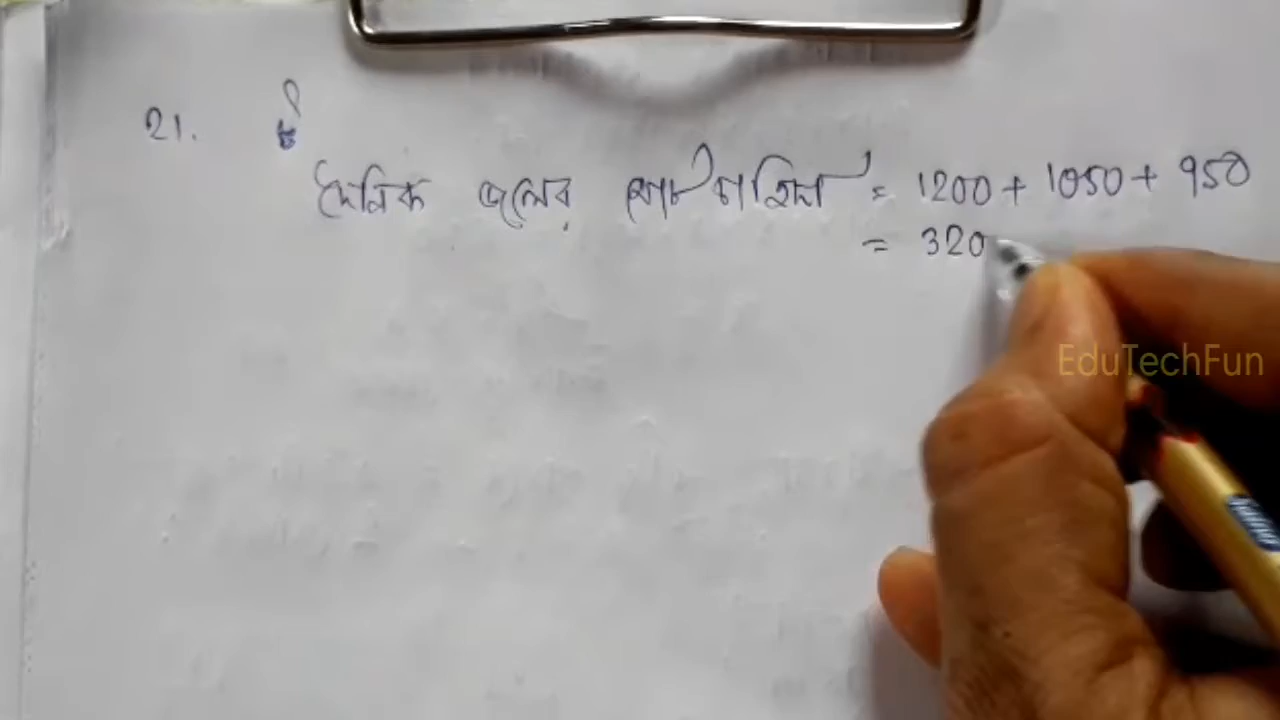 21.
দৈনিক জলের মোট চাহিদা = 1200 + 1050 + 950
= 320
EduTechFun